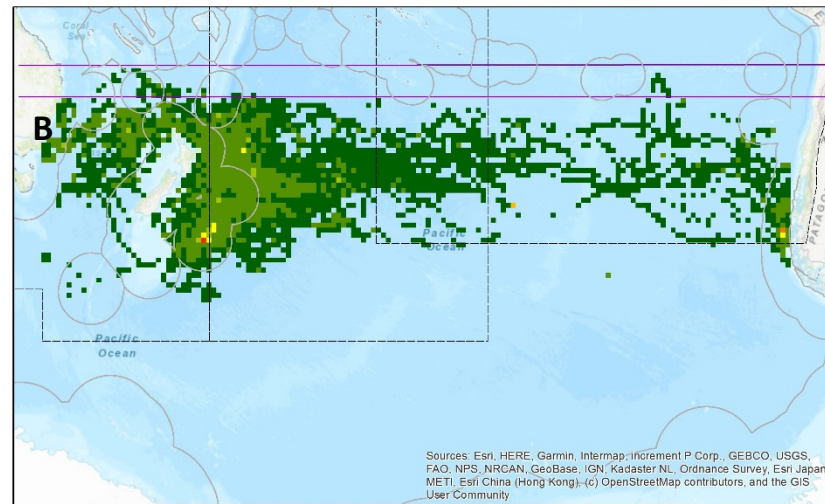 Coral
Sea
B
PATAG
Pacific
Ocean
Pacific
Ocean
Sources: Esri, HERE, Garmin, Intermap, increment P Corp., GEBCO, USGS,
FAO, NPS, NRCAN, GeoBase, IGN, Kadaster NL, Ordnance Survey, Esri Japan,
METI, Esri China (Hong Kong), (c) OpenStreetMap contributors, and the GIS
User Community